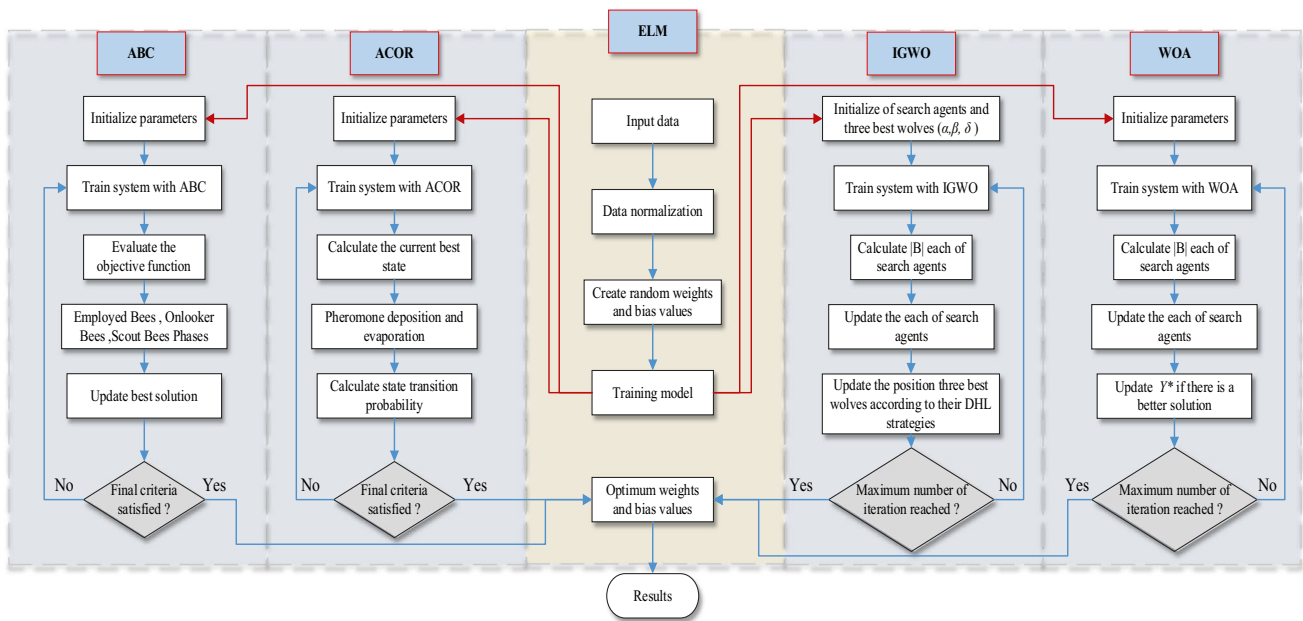 ABC
Initialize parameters
Train system with ABC
Evaluate the
objective function
Employed Bees , Onlooker
Bees ,Scout Bees Phases
Update best solution
No
Final criteria
satisfied ?
Yes
ACOR
Initialize parameters
Train system with ACOR
Calculate the current best
state
Pheromone deposition and
evaporation
Calculate state transition
probability
No
Final criteria
satisfied ?
Yes
ELM
Input data
Data normalization
Create random weights
and bias values
Training model
Optimum weights
and bias values
Results
IGWO
Initialize of search agents and
three best wolves (α,β, δ )
Train system with IGWO
Calculate |B| each of
search agents
Update the each of search
agents
Update the position three best
wolves according to their DHL
strategies
Yes
Maximum number of
iteration reached ?
No
WOA
Initialize parameters
Train system with WOA
Calculate |B| each of
search agents
Update the each of search
agents
Update Y* if there is a
better solution
Yes
Maximum number of
iteration reached ?
No